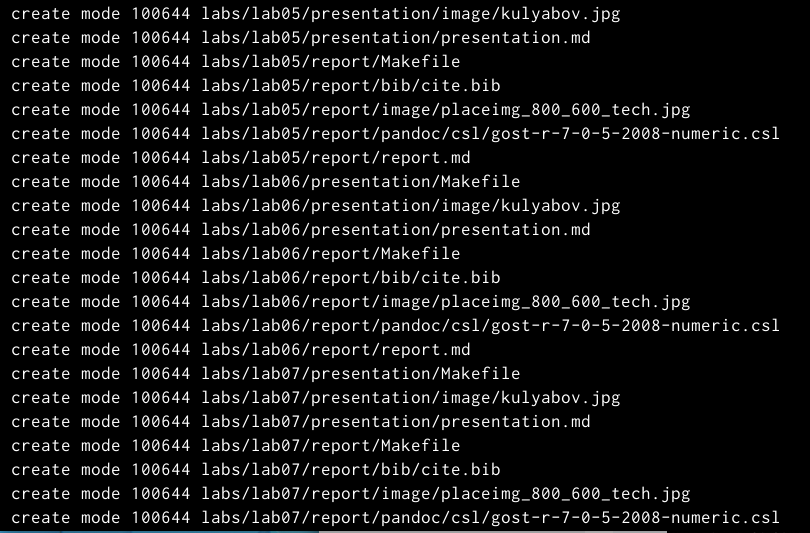 create mode 100644 labs/lab05/presentation/image/kulyabov.jpg
create mode 100644 labs/lab05/presentation/presentation.md
create mode 100644 labs/lab05/report/Makefile
create mode 100644 labs/lab05/report/bib/cite.bib
create mode 100644 labs/lab05/report/image/placeimg_800_600_tech.jpg
create mode 100644 labs/lab05/report/pandoc/csl/gost-r-7-0-5-2008-numeric.csl
create mode 100644 labs/lab05/report/report.md
create mode 100644 labs/lab06/presentation/Makefile
create mode 100644 labs/lab06/presentation/image/kulyabov.jpg
create mode 100644 labs/lab06/presentation/presentation.md
create mode 100644 labs/lab06/report/Makefile
create mode 100644 labs/lab06/report/bib/cite.bib
create mode 100644 labs/lab06/report/image/placeimg_800_600_tech.jpg
create mode 100644 labs/lab06/report/pandoc/csl/gost-r-7-0-5-2008-numeric.csl
create mode 100644 labs/lab06/report/report.md
create mode 100644 labs/lab07/presentation/Makefile
create mode 100644 labs/lab07/presentation/image/kulyabov.jpg
create mode 100644 labs/lab07/presentation/presentation.md
create mode 100644 labs/lab07/report/Makefile
create mode 100644 labs/lab07/report/bib/cite.bib
create mode 100644 labs/lab07/report/image/placeimg_800_600_tech.jpg
create mode 100644 labs/lab07/report/pandoc/csl/gost-r-7-0-5-2008-numeric.csl